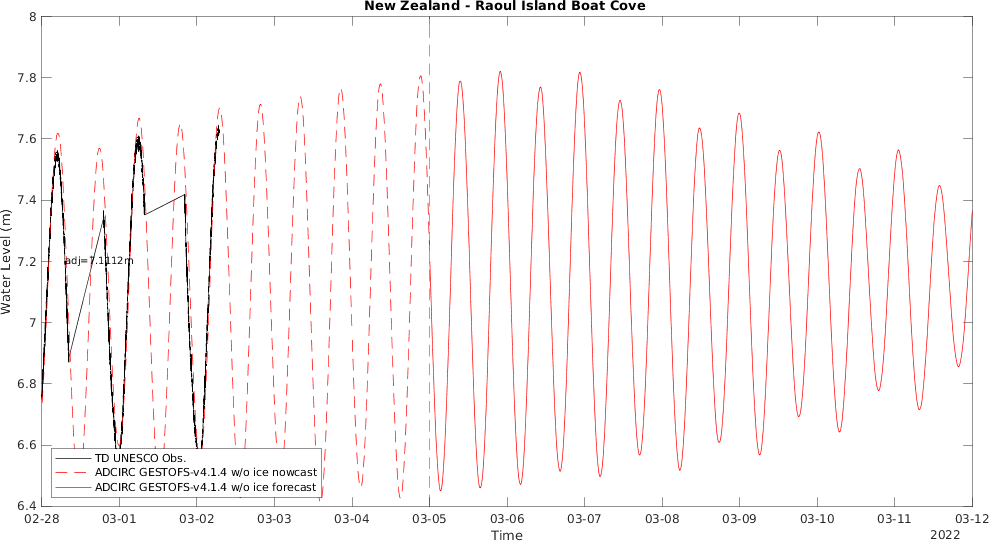 New Zealand - Raoul Island Boat Cove
8
7.8
7.6
7.4
7.2
7
6.8
6.6
6.4
Water Level (m)
adj=7.1112m
TD UNESCO Obs.
ADCIRC GESTOFS-v4.1.4 w/o ice nowcast
ADCIRC GESTOFS-v4.1.4 w/o ice forecast
02-28 03-01 03-02 03-03 03-04 03-05 03-06 03-07 03-08 03-09 03-10 03-11 03-12
Time
2022